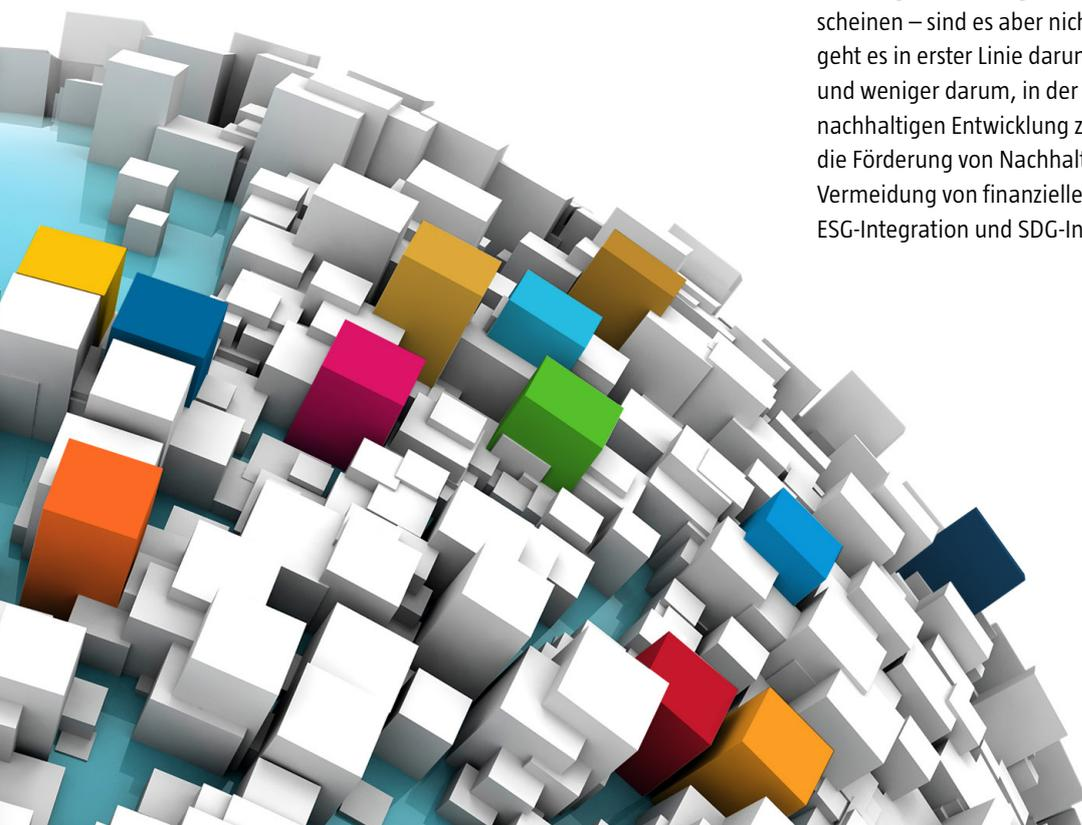 scheinen – sind es aber nich
geht es in erster Linie darun
und weniger darum, in der
nachhaltigen Entwicklung z
die Förderung von Nachhalt
Vermeidung von finanzielle
ESG-Integration und SDG-In